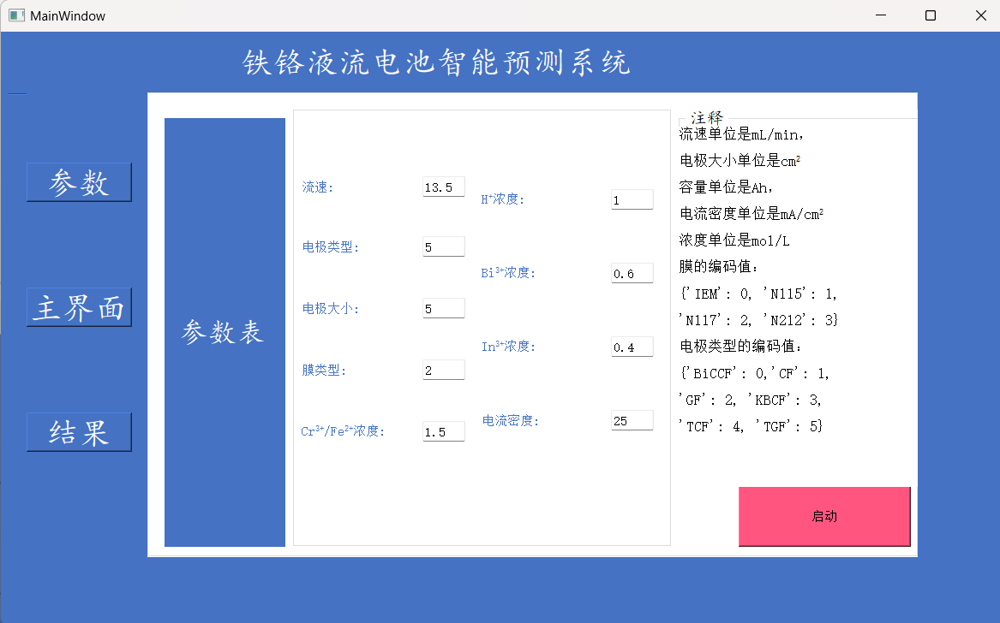 MainWindow
铁铬液流电池智能预测系统
参数
主界面
结果
参数表
流速:
13.5
电极类型:
5
电极大小:
5
膜类型:
2
Cr³⁺/Fe²⁺浓度:
1.5
H⁺浓度:
1
Bi³⁺浓度:
0.6
In³⁺浓度:
0.4
电流密度:
25
注释
流速单位是mL/min,
电极大小单位是cm²
容量单位是Ah,
电流密度单位是mA/cm²
浓度单位是mol/L
膜的编码值:
{'IEM': 0, 'N115': 1,
'N117': 2, 'N212': 3}
电极类型的编码值:
{'BiCCF': 0,'CF': 1,
'GF': 2, 'KBCF': 3,
'TCF': 4, 'TGF': 5}
启动